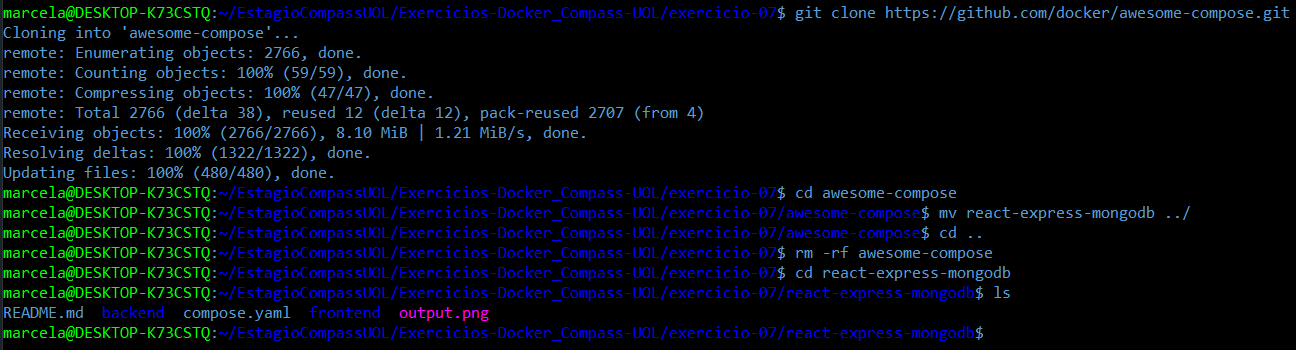 marcela@DESKTOP-K73CSTQ:~/EstagioCompassUOL/Exercicios-Docker_Compass-UOL/exercicio-07$ git clone https://github.com/docker/awesome-compose.git
Cloning into 'awesome-compose'...
remote: Enumerating objects: 2766, done.
remote: Counting objects: 100% (59/59), done.
remote: Compressing objects: 100% (47/47), done.
remote: Total 2766 (delta 38), reused 12 (delta 12), pack-reused 2707 (from 4)
Receiving objects: 100% (2766/2766), 8.10 MiB | 1.21 MiB/s, done.
Resolving deltas: 100% (1322/1322), done.
Updating files: 100% (480/480), done.
marcela@DESKTOP-K73CSTQ:~/EstagioCompassUOL/Exercicios-Docker_Compass-UOL/exercicio-07$ cd awesome-compose
marcela@DESKTOP-K73CSTQ:~/EstagioCompassUOL/Exercicios-Docker_Compass-UOL/exercicio-07/awesome-compose$ mv react-express-mongodb ../
marcela@DESKTOP-K73CSTQ:~/EstagioCompassUOL/Exercicios-Docker_Compass-UOL/exercicio-07/awesome-compose$ cd ..
marcela@DESKTOP-K73CSTQ:~/EstagioCompassUOL/Exercicios-Docker_Compass-UOL/exercicio-07$ rm -rf awesome-compose
marcela@DESKTOP-K73CSTQ:~/EstagioCompassUOL/Exercicios-Docker_Compass-UOL/exercicio-07$ cd react-express-mongodb
marcela@DESKTOP-K73CSTQ:~/EstagioCompassUOL/Exercicios-Docker_Compass-UOL/exercicio-07/react-express-mongodb$ ls
README.md  backend  compose.yaml  frontend  output.png
marcela@DESKTOP-K73CSTQ:~/EstagioCompassUOL/Exercicios-Docker_Compass-UOL/exercicio-07/react-express-mongodb$